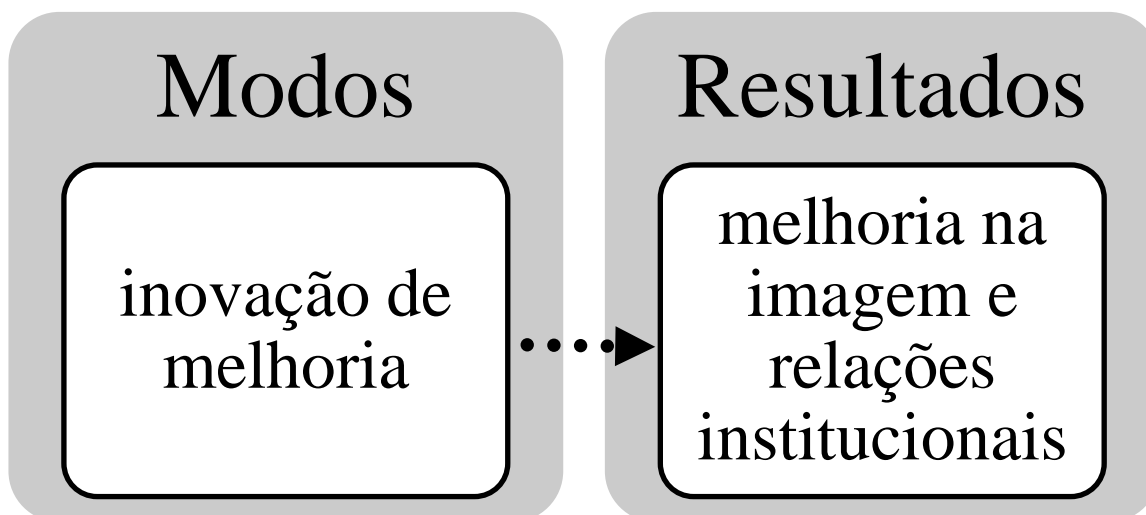 Modos
inovação de
melhoria
Resultados
melhoria na
imagem e
relações
institucionais